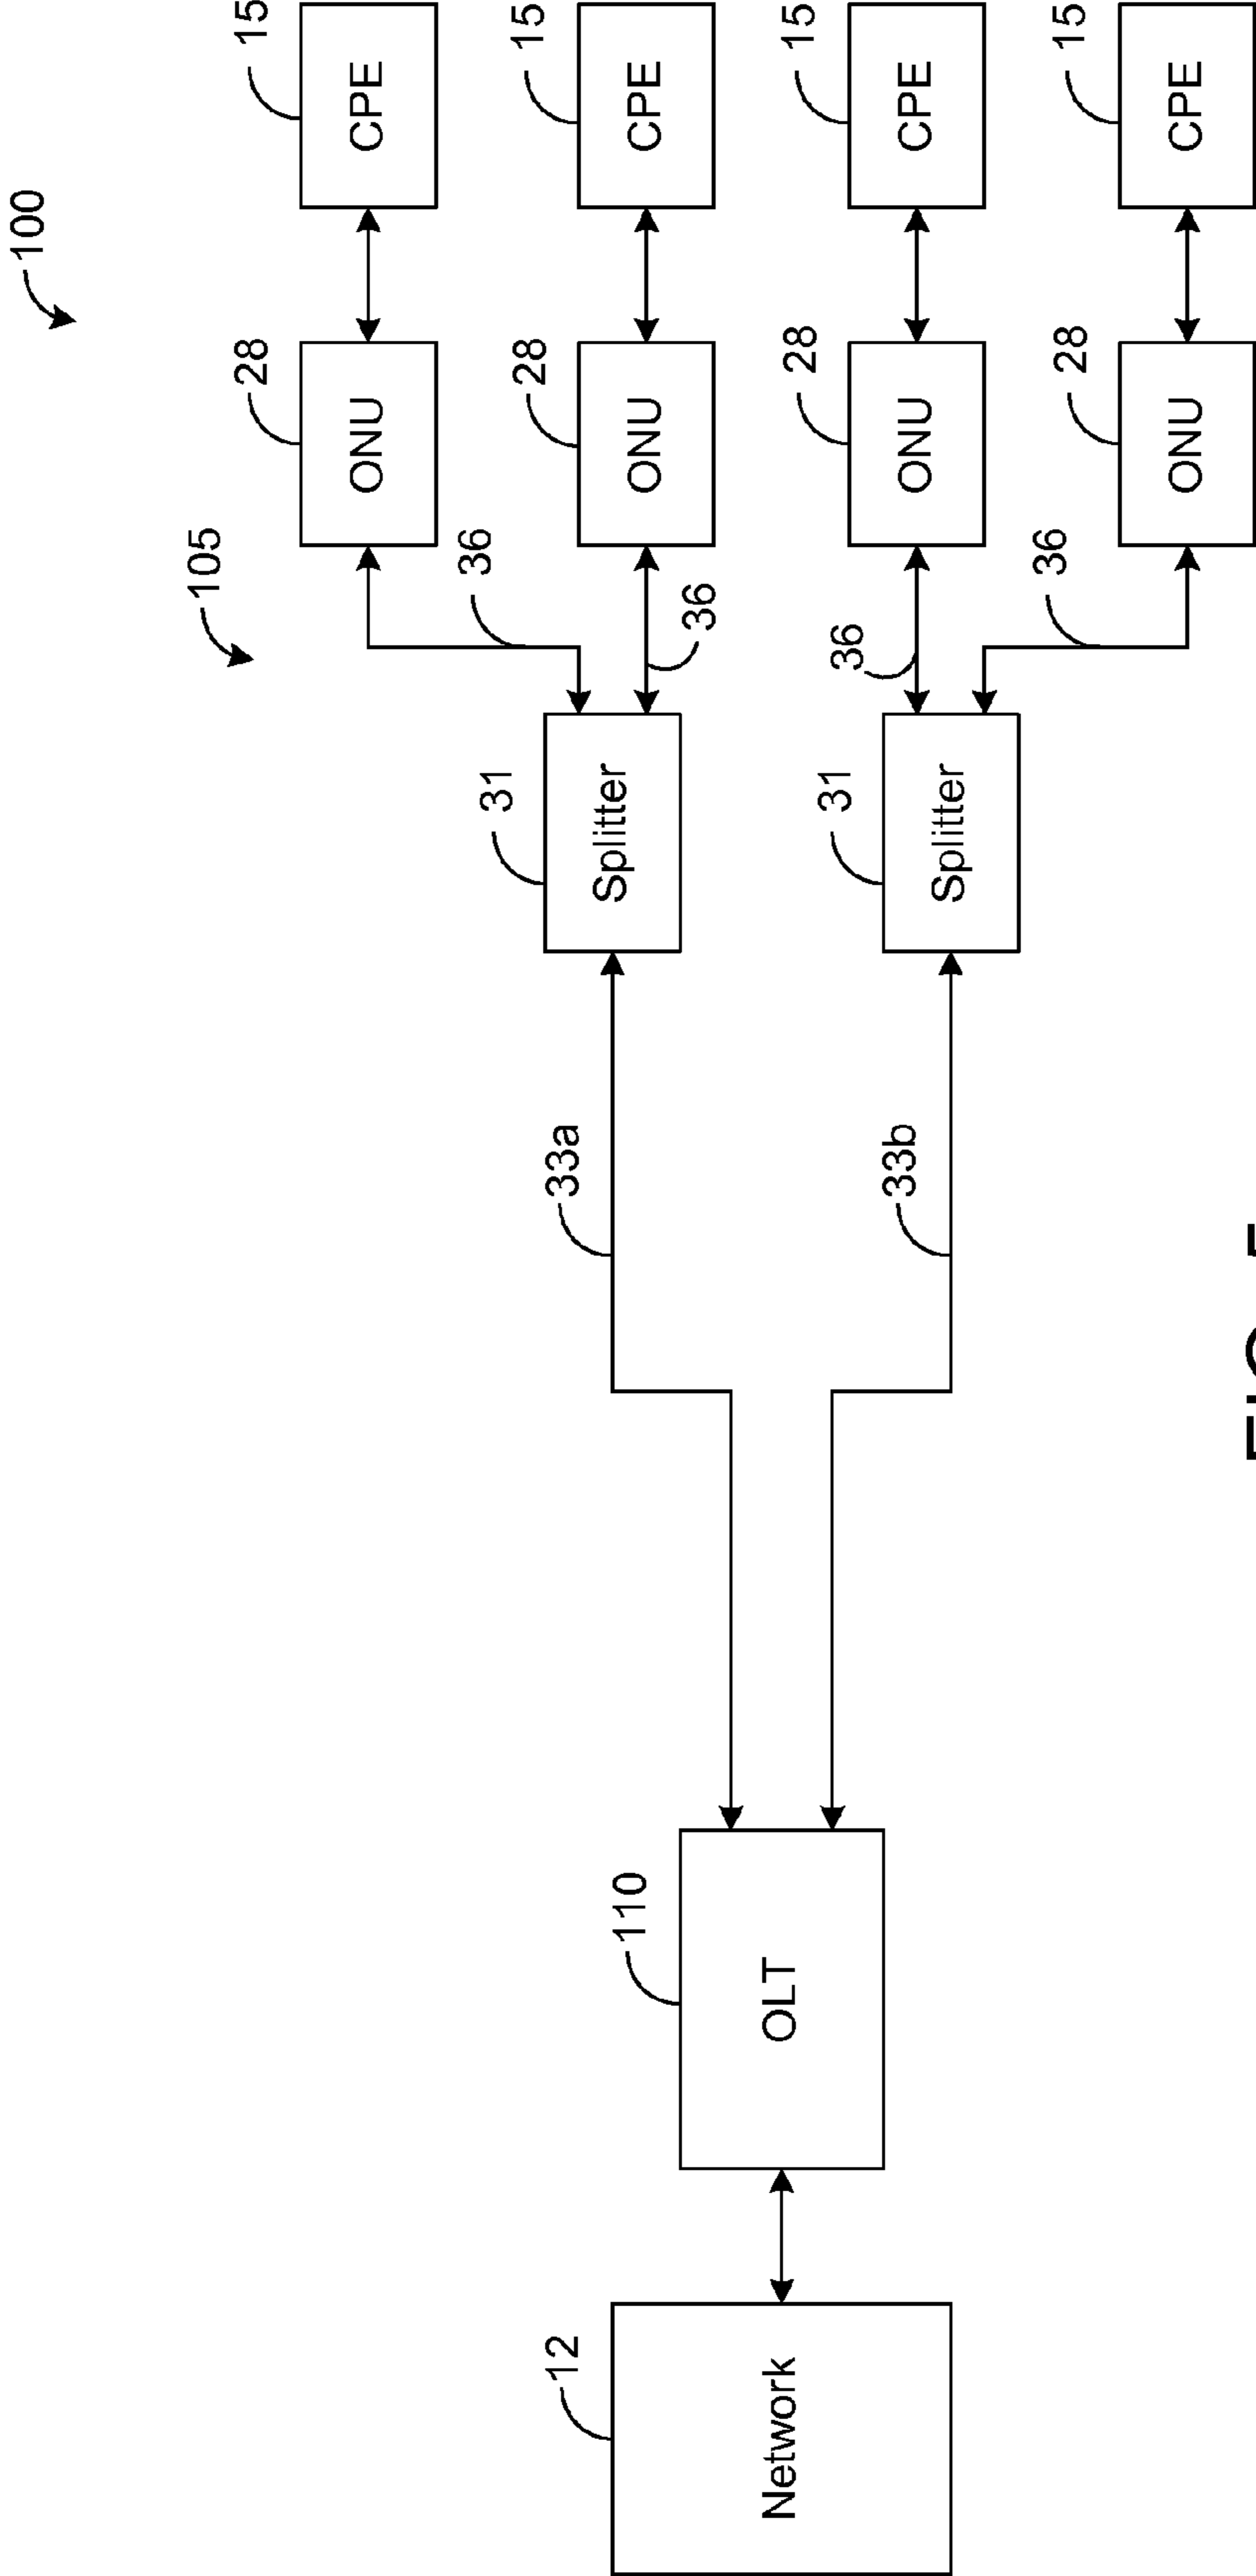 100
105
28
15
ONU
CPE
36
31
28
15
12
33a
Splitter
110
ONU
CPE
36
Network
OLT
28
15
31
36
33b
ONU
CPE
Splitter
36
28
15
ONU
CPE